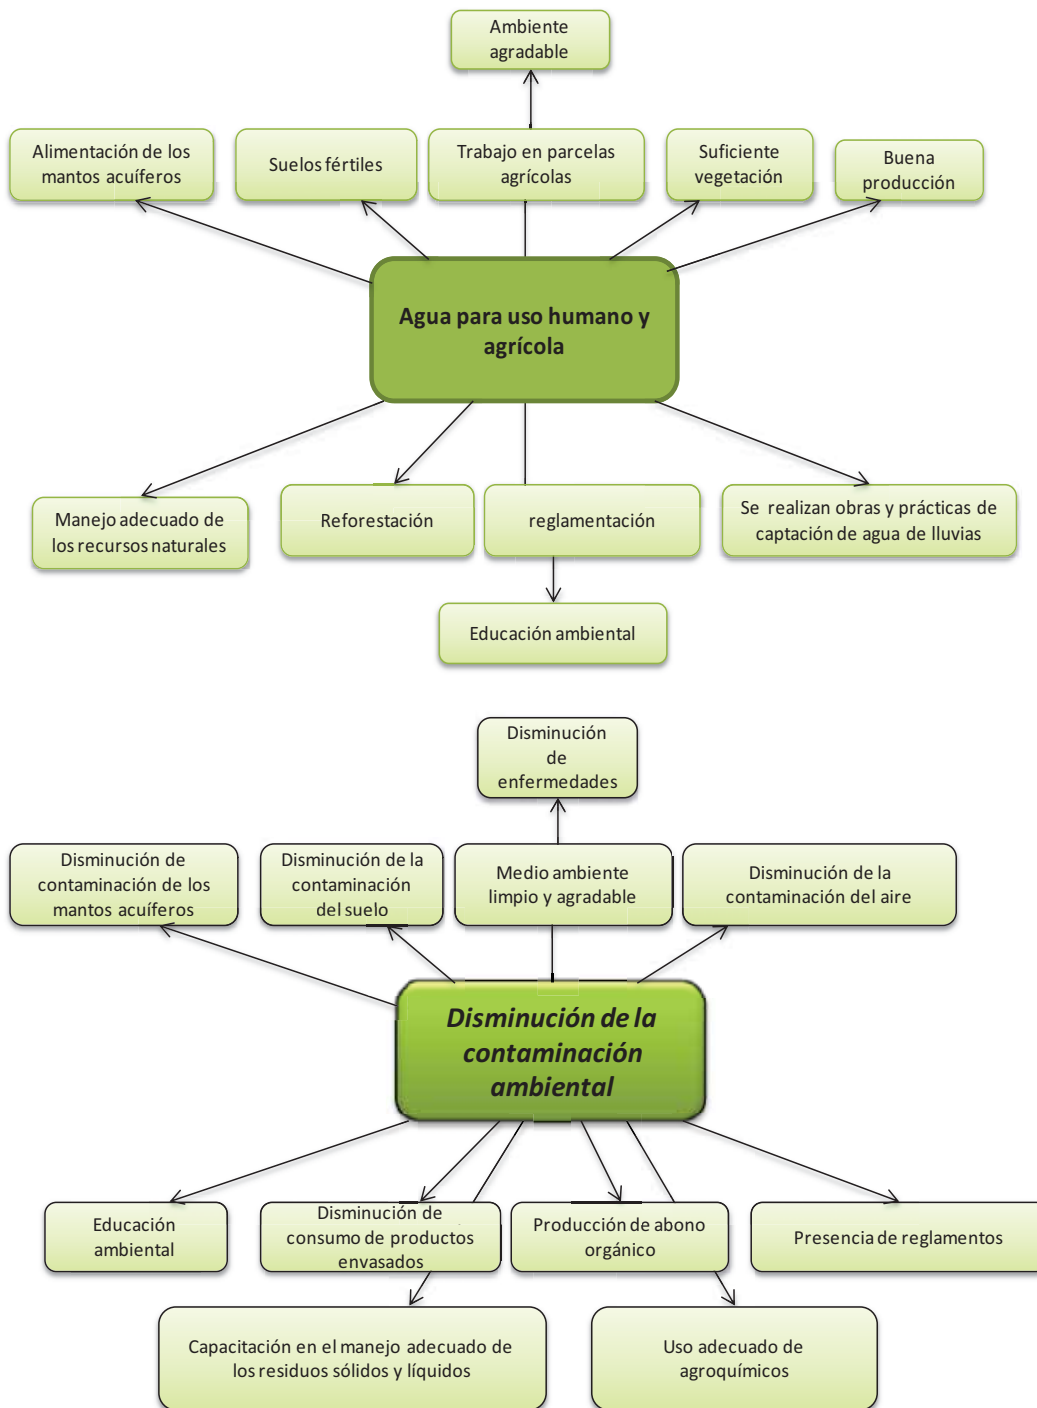 Ambiente
agradable
Alimentación de los
mantos acuíferos
Suelos fértiles
Trabajo en parcelas
agrícolas
Suficiente
vegetación
Buena
producción
Agua para uso humano y
agrícola
Manejo adecuado de
los recursos naturales
Reforestación
reglamentación
Se realizan obras y prácticas de
captación de agua de lluvias
Educación ambiental
Disminución
de
enfermedades
Disminución de
contaminación de los
mantos acuíferos
Disminución de la
contaminación
del suelo
Medio ambiente
limpio y agradable
Disminución de la
contaminación del aire
Disminución de la
contaminación
ambiental
Educación
ambiental
Disminución de
consumo de productos
envasados
Producción de abono
orgánico
Presencia de reglamentos
Capacitación en el manejo adecuado de
los residuos sólidos y líquidos
Uso adecuado de
agroquímicos